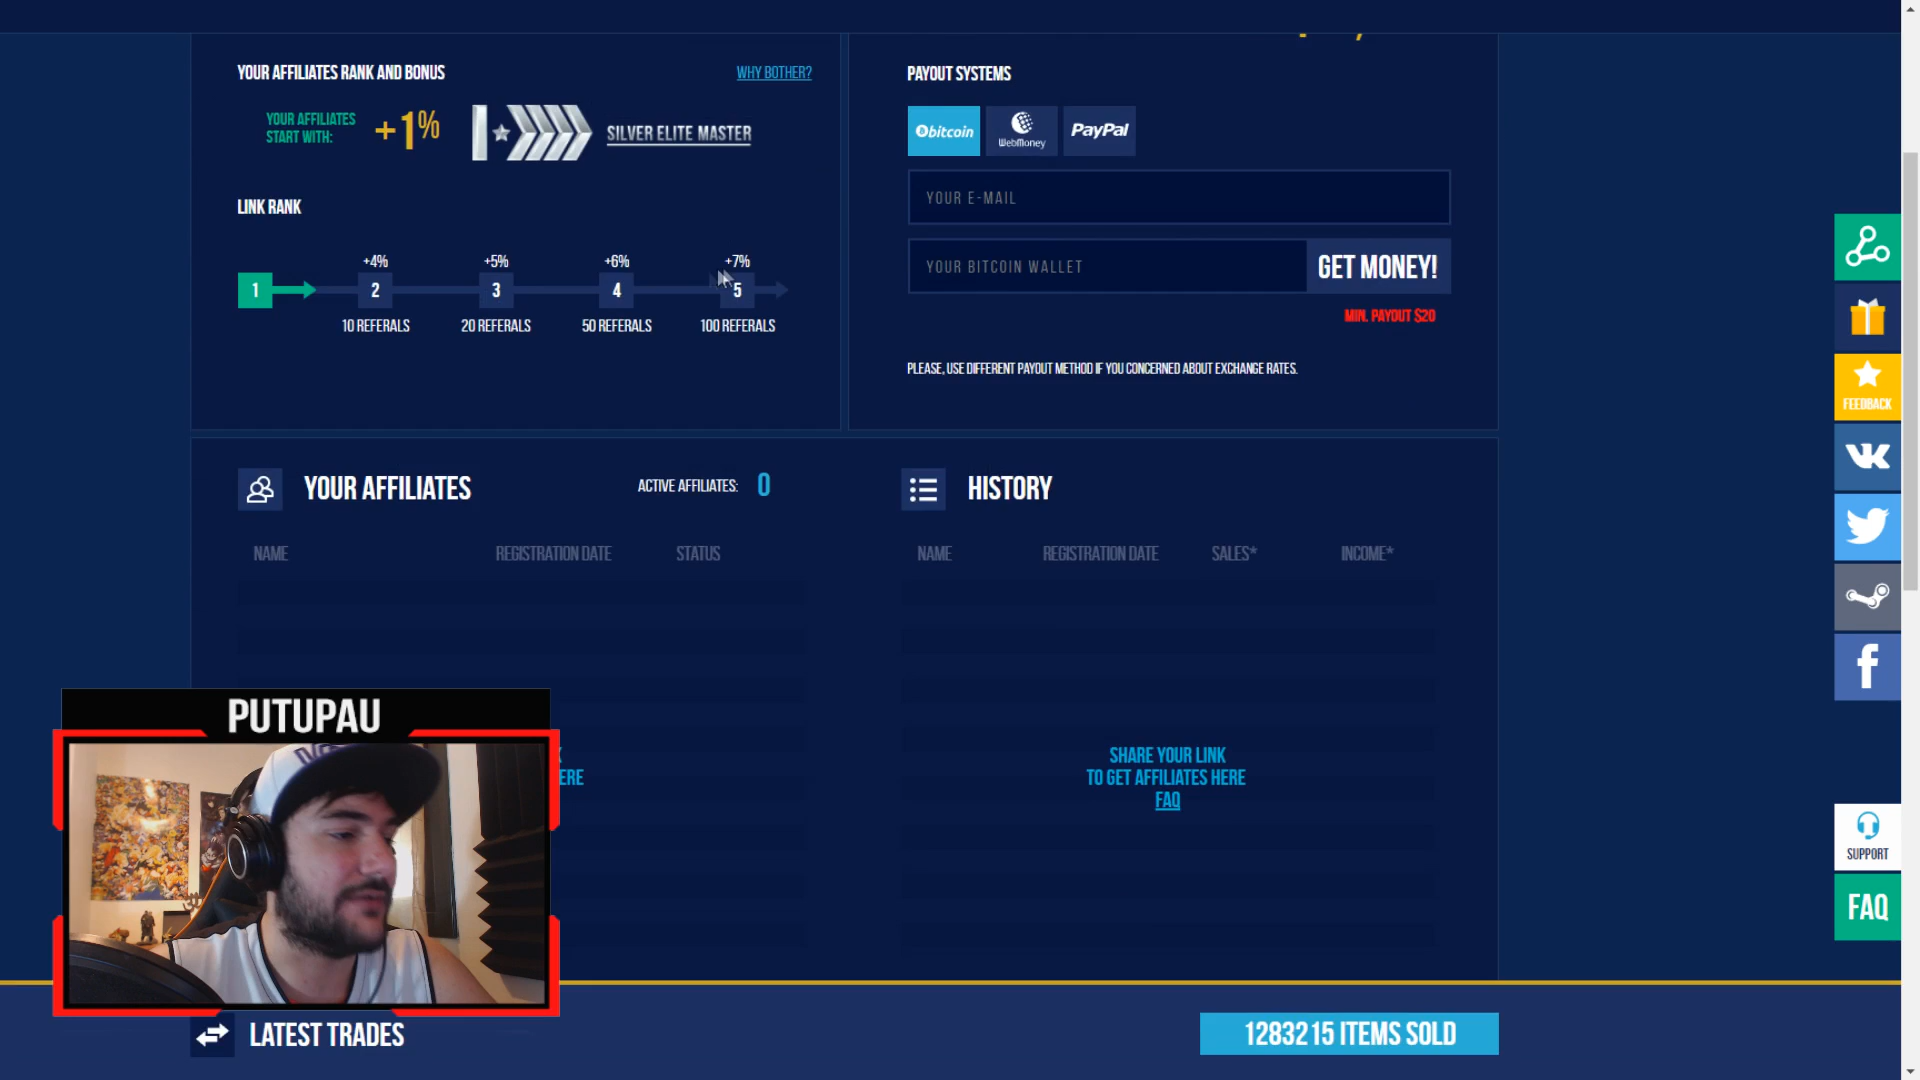 YOUR AFFILIATES RANK AND BONUS
WHY BOTHER?
YOUR AFFILIATES
START WITH:
+1%
SILVER ELITE MASTER
LINK RANK
+4%
+5%
+6%
+7%
1
2
3
4
5
10 REFERALS
20 REFERALS
50 REFERALS
100 REFERALS
PAYOUT SYSTEMS
bitcoin
WebMoney
PayPal
YOUR E-MAIL
YOUR BITCOIN WALLET
GET MONEY!
MIN. PAYOUT $20
PLEASE, USE DIFFERENT PAYOUT METHOD IF YOU CONCERNED ABOUT EXCHANGE RATES.
YOUR AFFILIATES
ACTIVE AFFILIATES: 0
NAME
REGISTRATION DATE
STATUS
HISTORY
NAME
REGISTRATION DATE
SALES*
INCOME*
SHARE YOUR LINK
TO GET AFFILIATES HERE
FAQ
PUTUPAU
LATEST TRADES
1283215 ITEMS SOLD
FEEDBACK
SUPPORT
FAQ